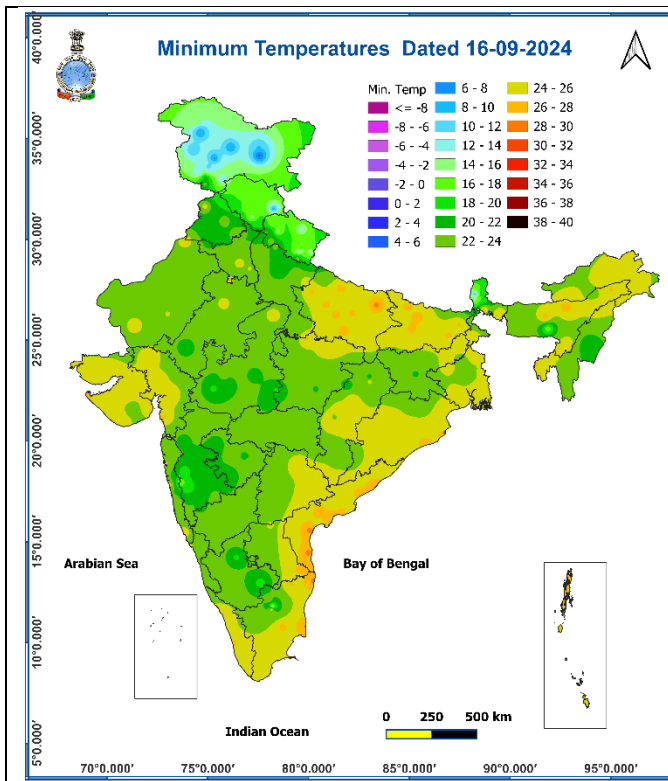 Minimum Temperatures Dated 16-09-2024
Min. Temp
<= -8
-8 - -6
-6 - -4
-4 - -2
-2 - 0
0 - 2
2 - 4
4 - 6
6 - 8
8 - 10
10 - 12
12 - 14
14 - 16
16 - 18
18 - 20
20 - 22
22 - 24
24 - 26
26 - 28
28 - 30
30 - 32
32 - 34
34 - 36
36 - 38
38 - 40
40°0.000'
35°0.000'
30°0.000'
25°0.000'
20°0.000'
15°0.000'
10°0.000'
5°0.000'
Arabian Sea
Bay of Bengal
Indian Ocean
0 250 500 km
70°0.000' 75°0.000' 80°0.000' 85°0.000' 90°0.000' 95°0.000'